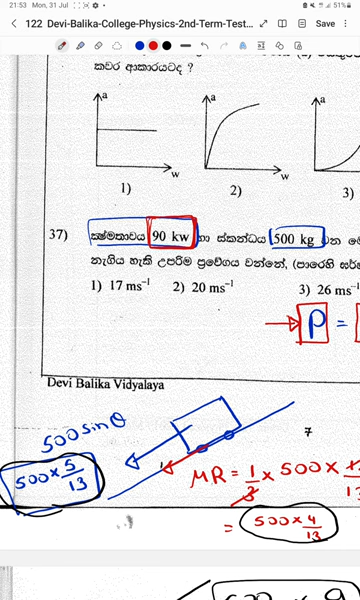 21:53 Mon, 31 Jul 51%
122 Devi-Balika-College-Physics-2nd-Term-Test... Save
කවර ආකාරයටද ?
a a a
w w
1) 2) 3)
37) ක්ෂමතාවය 90 kw හා ස්කන්ධය 500 kg වන
නැගිය හැකි උපරිම ප්‍රවේගය වන්නේ, (පාරෙහි
1) 17 ms⁻¹ 2) 20 ms⁻¹ 3) 26 ms⁻¹
P =
Devi Balika Vidyalaya
7
500 sinθ
500 × 5/13
μR = 1/3 × 500 ×
= 500 × 4/13